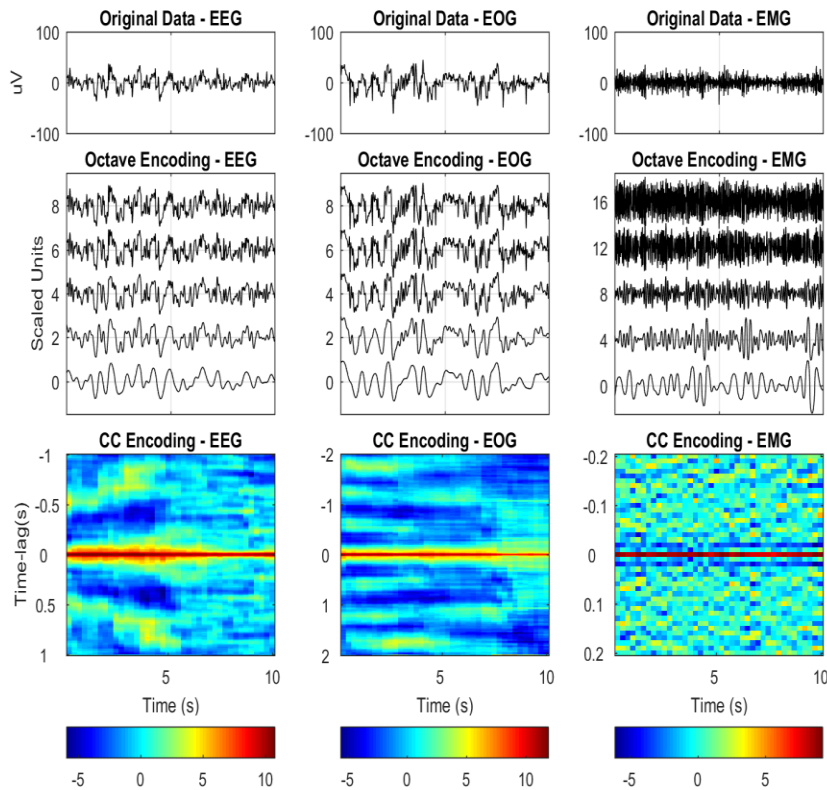 Original Data - EEG
Original Data - EOG
Original Data - EMG
uV
100
0
-100
100
0
-100
100
0
-100
Octave Encoding - EEG
Octave Encoding - EOG
Octave Encoding - EMG
Scaled Units
8
6
4
2
0
8
6
4
2
0
16
12
8
4
0
CC Encoding - EEG
CC Encoding - EOG
CC Encoding - EMG
Time-lag(s)
-1
-0.5
0
0.5
1
-2
-1
0
1
2
-0.2
-0.1
0
0.1
0.2
5 10
5 10
5 10
Time (s)
Time (s)
Time (s)
-5 0 5 10
-5 0 5 10
-5 0 5